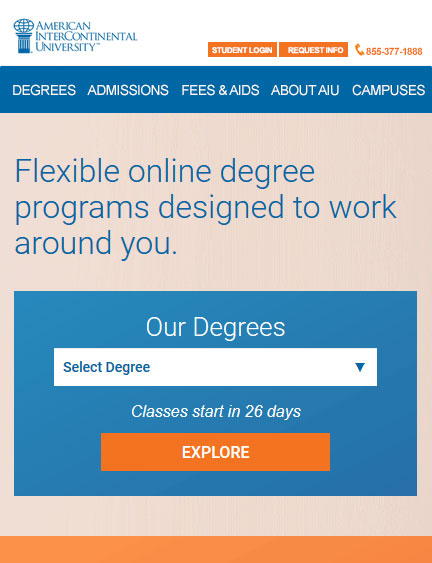 AMERICAN
INTERCONTINENTAL
UNIVERSITY™
STUDENT LOGIN REQUEST INFO 855-377-1888
DEGREES ADMISSIONS FEES & AIDS ABOUT AIU CAMPUSES
Flexible online degree
programs designed to work
around you.
Our Degrees
Select Degree
Classes start in 26 days
EXPLORE